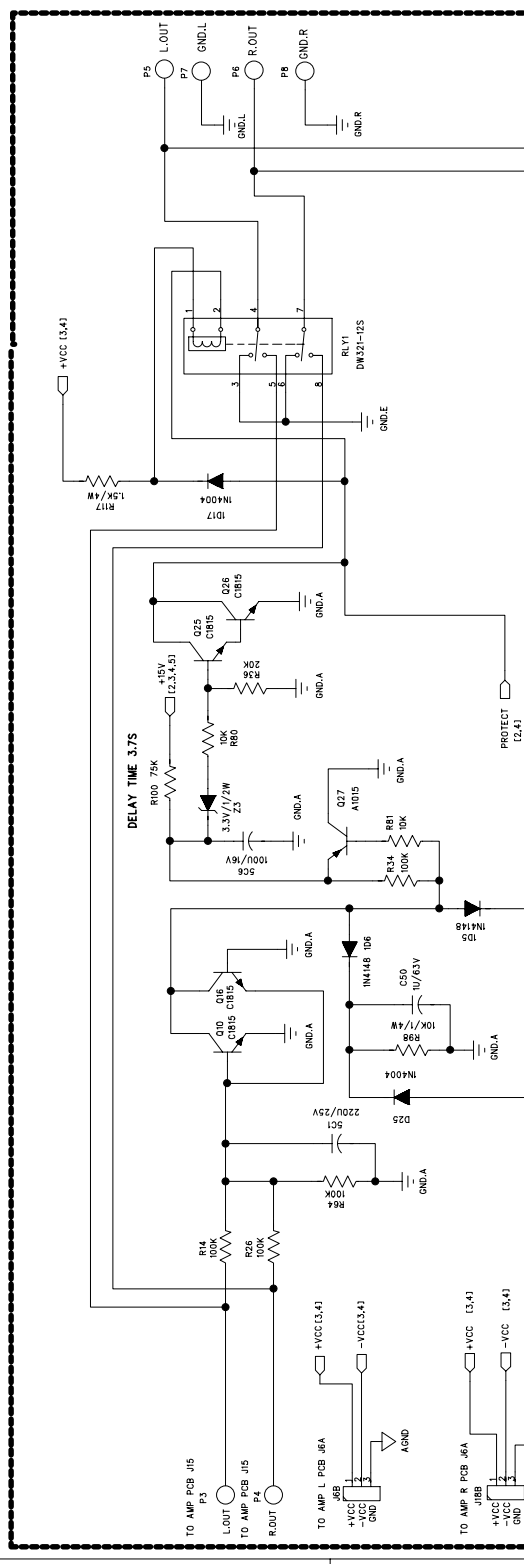 L.OUT
P5
GND.L
P7
R.OUT
P6
GND.R
P8
GND.L
GND.R
1
2
4
7
RLY1
DW321-12S
3
5
6
8
GND.E
+VCC [3,4]
R117
1.5K/4W
1D17
1N4004
Q26
C1815
Q25
C1815
GND.A
R36
20K
GND.A
+15V
[2,3,4,5]
10K
R80
PROTECT
[2,4]
DELAY TIME 3.7S
R100 75K
3.3V/1/2W
Z3
5C6
100U/16V
GND.A
Q27
A1015
GND.A
R81
10K
R34
100K
1D5
1N4148
1N4148 1D6
Q16
C1815
GND.A
Q10
C1815
GND.A
C50
1U/63V
R98
10K/1/4W
GND.A
D25
1N4004
5C1
220U/25V
R64
100K
GND.A
R14
100K
R26
100K
TO AMP PCB J15
P3
L.OUT
TO AMP PCB J15
P4
R.OUT
+VCC[3,4]
-VCC[3,4]
TO AMP L PCB J6A
J6B
+VCC 1
-VCC 2
GND 3
AGND
+VCC [3,4]
-VCC [3,4]
TO AMP R PCB J6A
J18B
+VCC 1
-VCC 2
GND 3